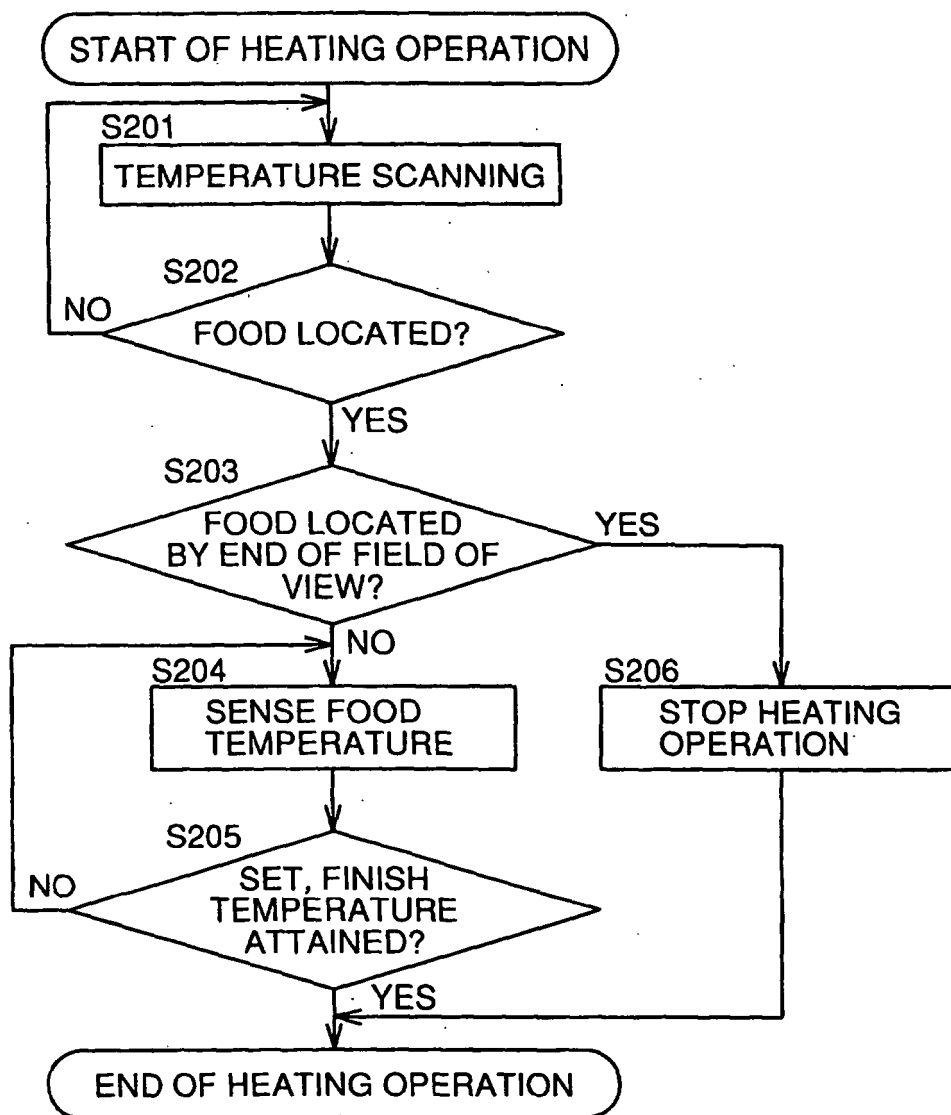 START OF HEATING OPERATION
S201
TEMPERATURE SCANNING
S202
NO
FOOD LOCATED?
YES
S203
FOOD LOCATED
BY END OF FIELD OF
VIEW?
YES
NO
S204
SENSE FOOD
TEMPERATURE
S206
STOP HEATING
OPERATION
S205
NO
SET, FINISH
TEMPERATURE
ATTAINED?
YES
END OF HEATING OPERATION